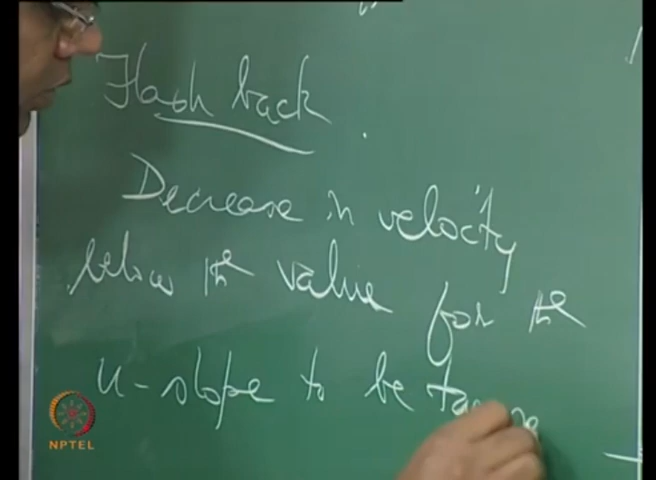 Flash back
Decrease in velocity
below the value for the
u-slope to be
NPTEL